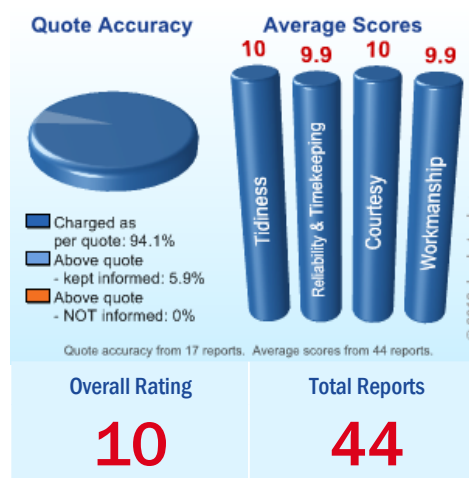 Quote Accuracy
Average Scores
10
9.9
10
9.9
Tidiness
Reliability & Timekeeping
Courtesy
Workmanship
Charged as
per quote: 94.1%
Above quote
- kept informed: 5.9%
Above quote
- NOT informed: 0%
Quote accuracy from 17 reports. Average scores from 44 reports.
Overall Rating
Total Reports
10
44